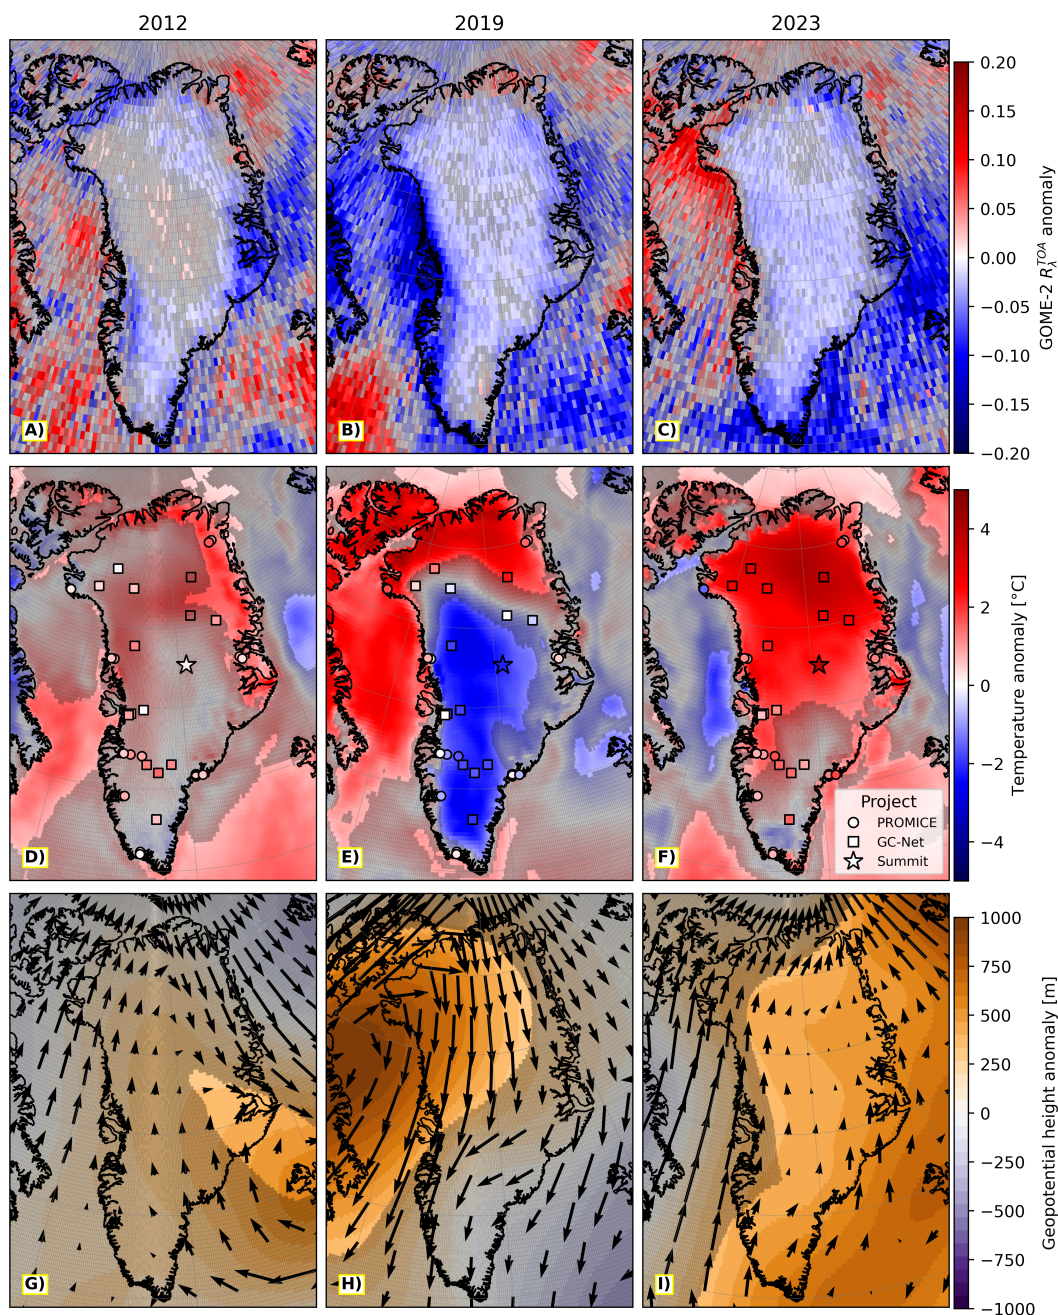 2012 2019 2023
A) B) C)
0.20
0.15
0.10
0.05
0.00
−0.05
−0.10
−0.15
−0.20
GOME-2 R_λ^{TOA} anomaly
D) E) F)
4
2
0
−2
−4
Temperature anomaly [°C]
Project
PROMICE
GC-Net
Summit
G) H) I)
1000
750
500
250
0
−250
−500
−750
−1000
Geopotential height anomaly [m]